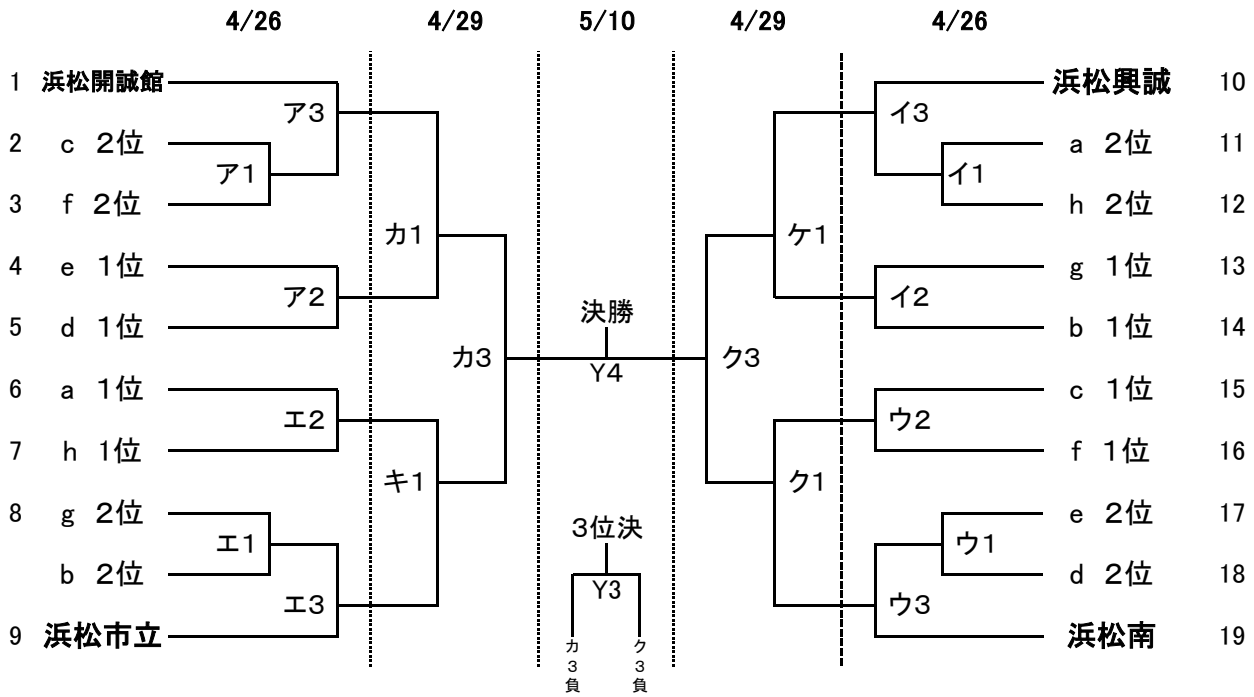 4/26 4/29 5/10 4/29 4/26
1 浜松開誠館
2 c 2位
3 f 2位
4 e 1位
5 d 1位
6 a 1位
7 h 1位
8 g 2位
b 2位
9 浜松市立
ア3
ア1
ア2
エ2
エ1
エ3
カ1
キ1
カ3
決勝
Y4
3位決
Y3
カ3負
ク3負
ク3
ケ1
ク1
イ3
イ1
イ2
ウ2
ウ1
ウ3
浜松興誠 10
a 2位 11
h 2位 12
g 1位 13
b 1位 14
c 1位 15
f 1位 16
e 2位 17
d 2位 18
浜松南 19